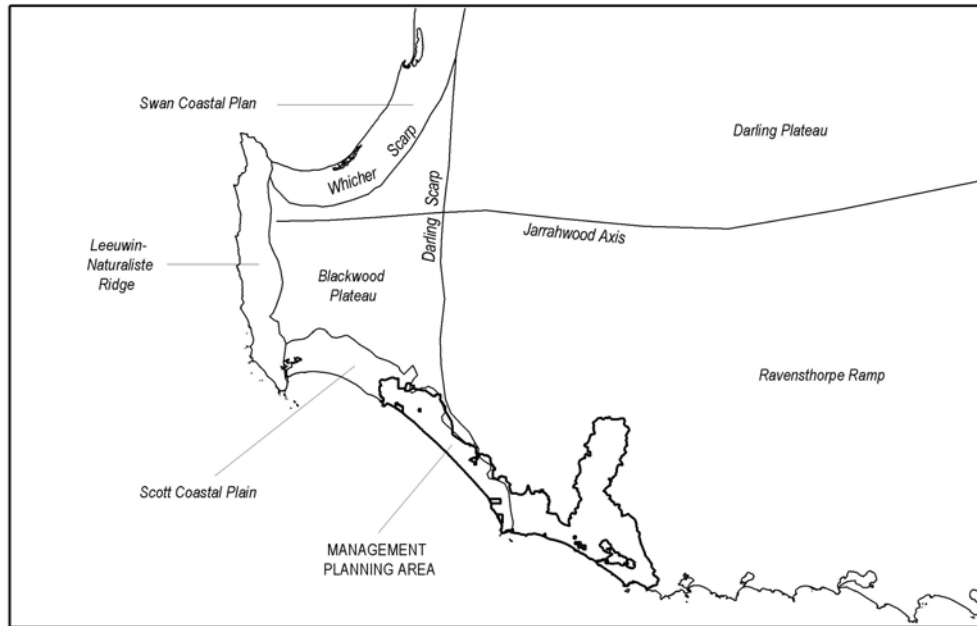 Swan Coastal Plan
Whicher Scarp
Darling Scarp
Darling Plateau
Jarrahwood Axis
Leeuwin-
Naturaliste
Ridge
Blackwood
Plateau
Ravensthorpe Ramp
Scott Coastal Plain
MANAGEMENT
PLANNING AREA